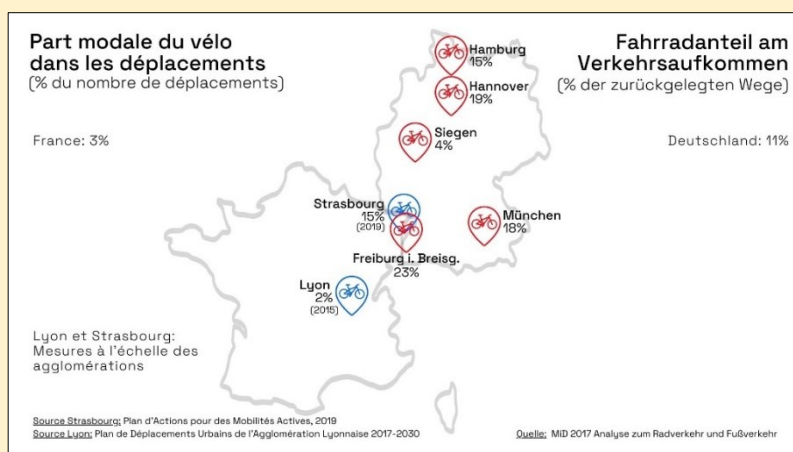 Part modale du vélo
dans les déplacements
(% du nombre de déplacements)
France: 3%
Fahrradanteil am
Verkehrsaufkommen
(% der zurückgelegten Wege)
Deutschland: 11%
Hamburg
15%
Hannover
19%
Siegen
4%
Strasbourg
15%
(2019)
München
18%
Freiburg i. Breisg.
23%
Lyon
2%
(2015)
Lyon et Strasbourg:
Mesures à l'échelle des
agglomérations
Source Strasbourg: Plan d'Actions pour des Mobilités Actives, 2019
Source Lyon: Plan de Déplacements Urbains de l'Agglomération Lyonnaise 2017-2030
Quelle: MiD 2017 Analyse zum Radverkehr und Fußverkehr